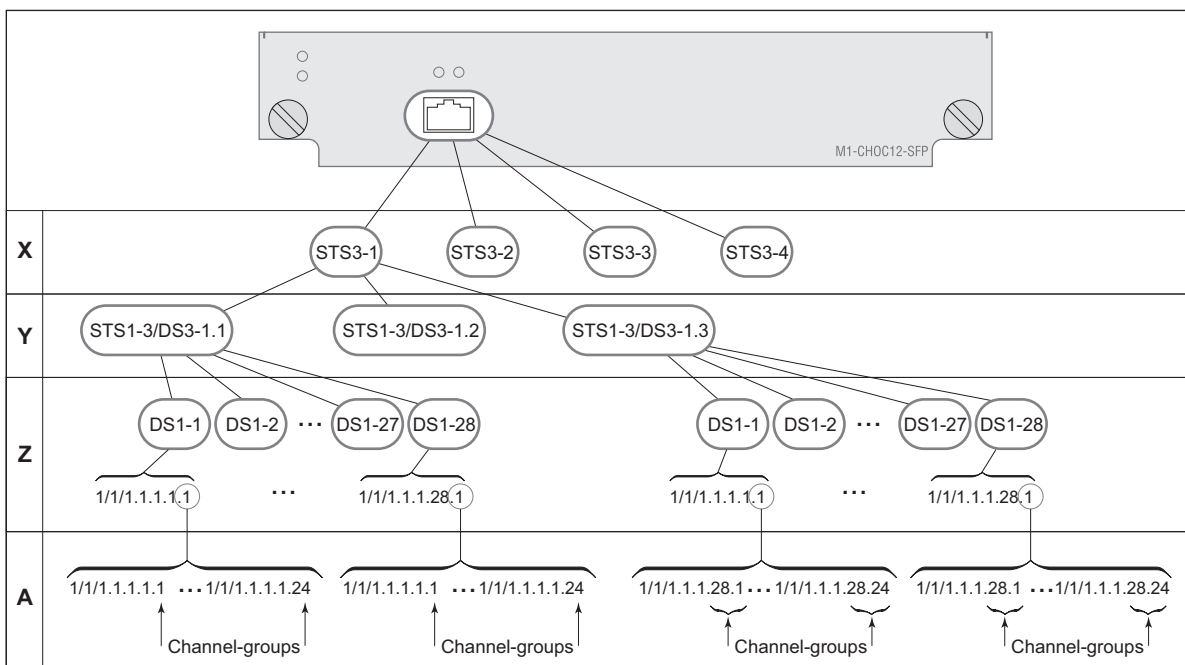 M1-CHOC12-SFP
X
STS3-1 STS3-2 STS3-3 STS3-4
Y
STS1-3/DS3-1.1 STS1-3/DS3-1.2 STS1-3/DS3-1.3
Z
DS1-1 DS1-2 ... DS1-27 DS1-28 DS1-1 DS1-2 ... DS1-27 DS1-28
1/1/1.1.1.1.1 ... 1/1/1.1.1.28.1 1/1/1.1.1.1.1 ... 1/1/1.1.1.28.1
A
1/1/1.1.1.1.1 ... 1/1/1.1.1.1.24 1/1/1.1.1.1.1 ... 1/1/1.1.1.1.24 1/1/1.1.1.28.1 ... 1/1/1.1.1.28.24 1/1/1.1.1.28.1 ... 1/1/1.1.1.28.24
Channel-groups Channel-groups Channel-groups Channel-groups